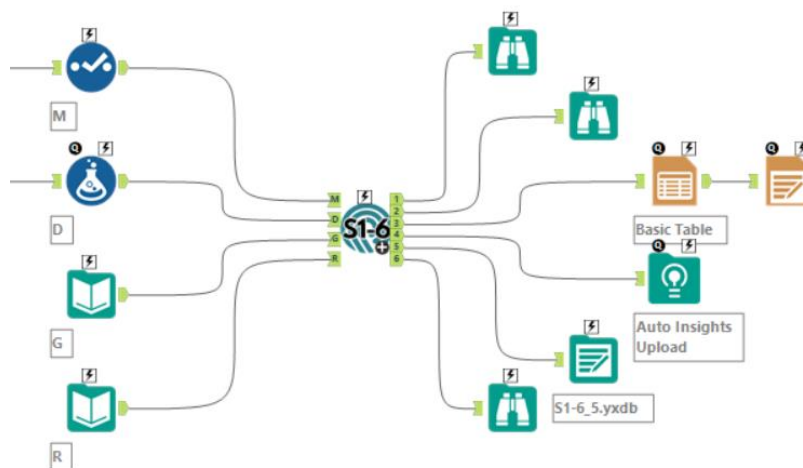 M
D
G
R
M
D
G
R
S1-6
1
2
3
4
5
6
Basic Table
Auto Insights
Upload
S1-6_5.yxdb
Q
Q
Q
Q